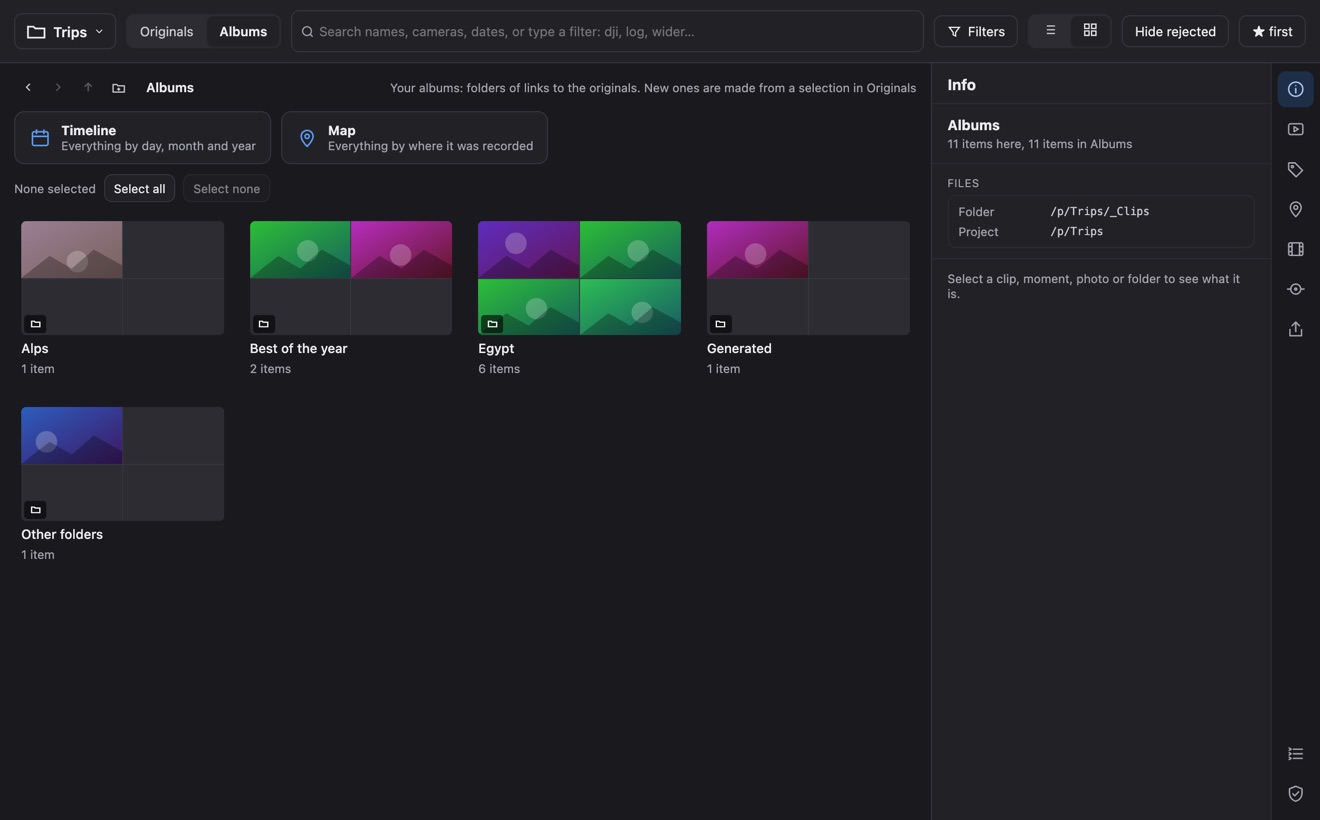 Trips
Originals
Albums
Search names, cameras, dates, or type a filter: dji, log, wider...
Filters
Hide rejected
★ first
Albums
Your albums: folders of links to the originals. New ones are made from a selection in Originals
Timeline
Everything by day, month and year
Map
Everything by where it was recorded
None selected
Select all
Select none
Alps
1 item
Best of the year
2 items
Egypt
6 items
Generated
1 item
Other folders
1 item
Info
Albums
11 items here, 11 items in Albums
FILES
Folder /p/Trips/_Clips
Project /p/Trips
Select a clip, moment, photo or folder to see what it
is.